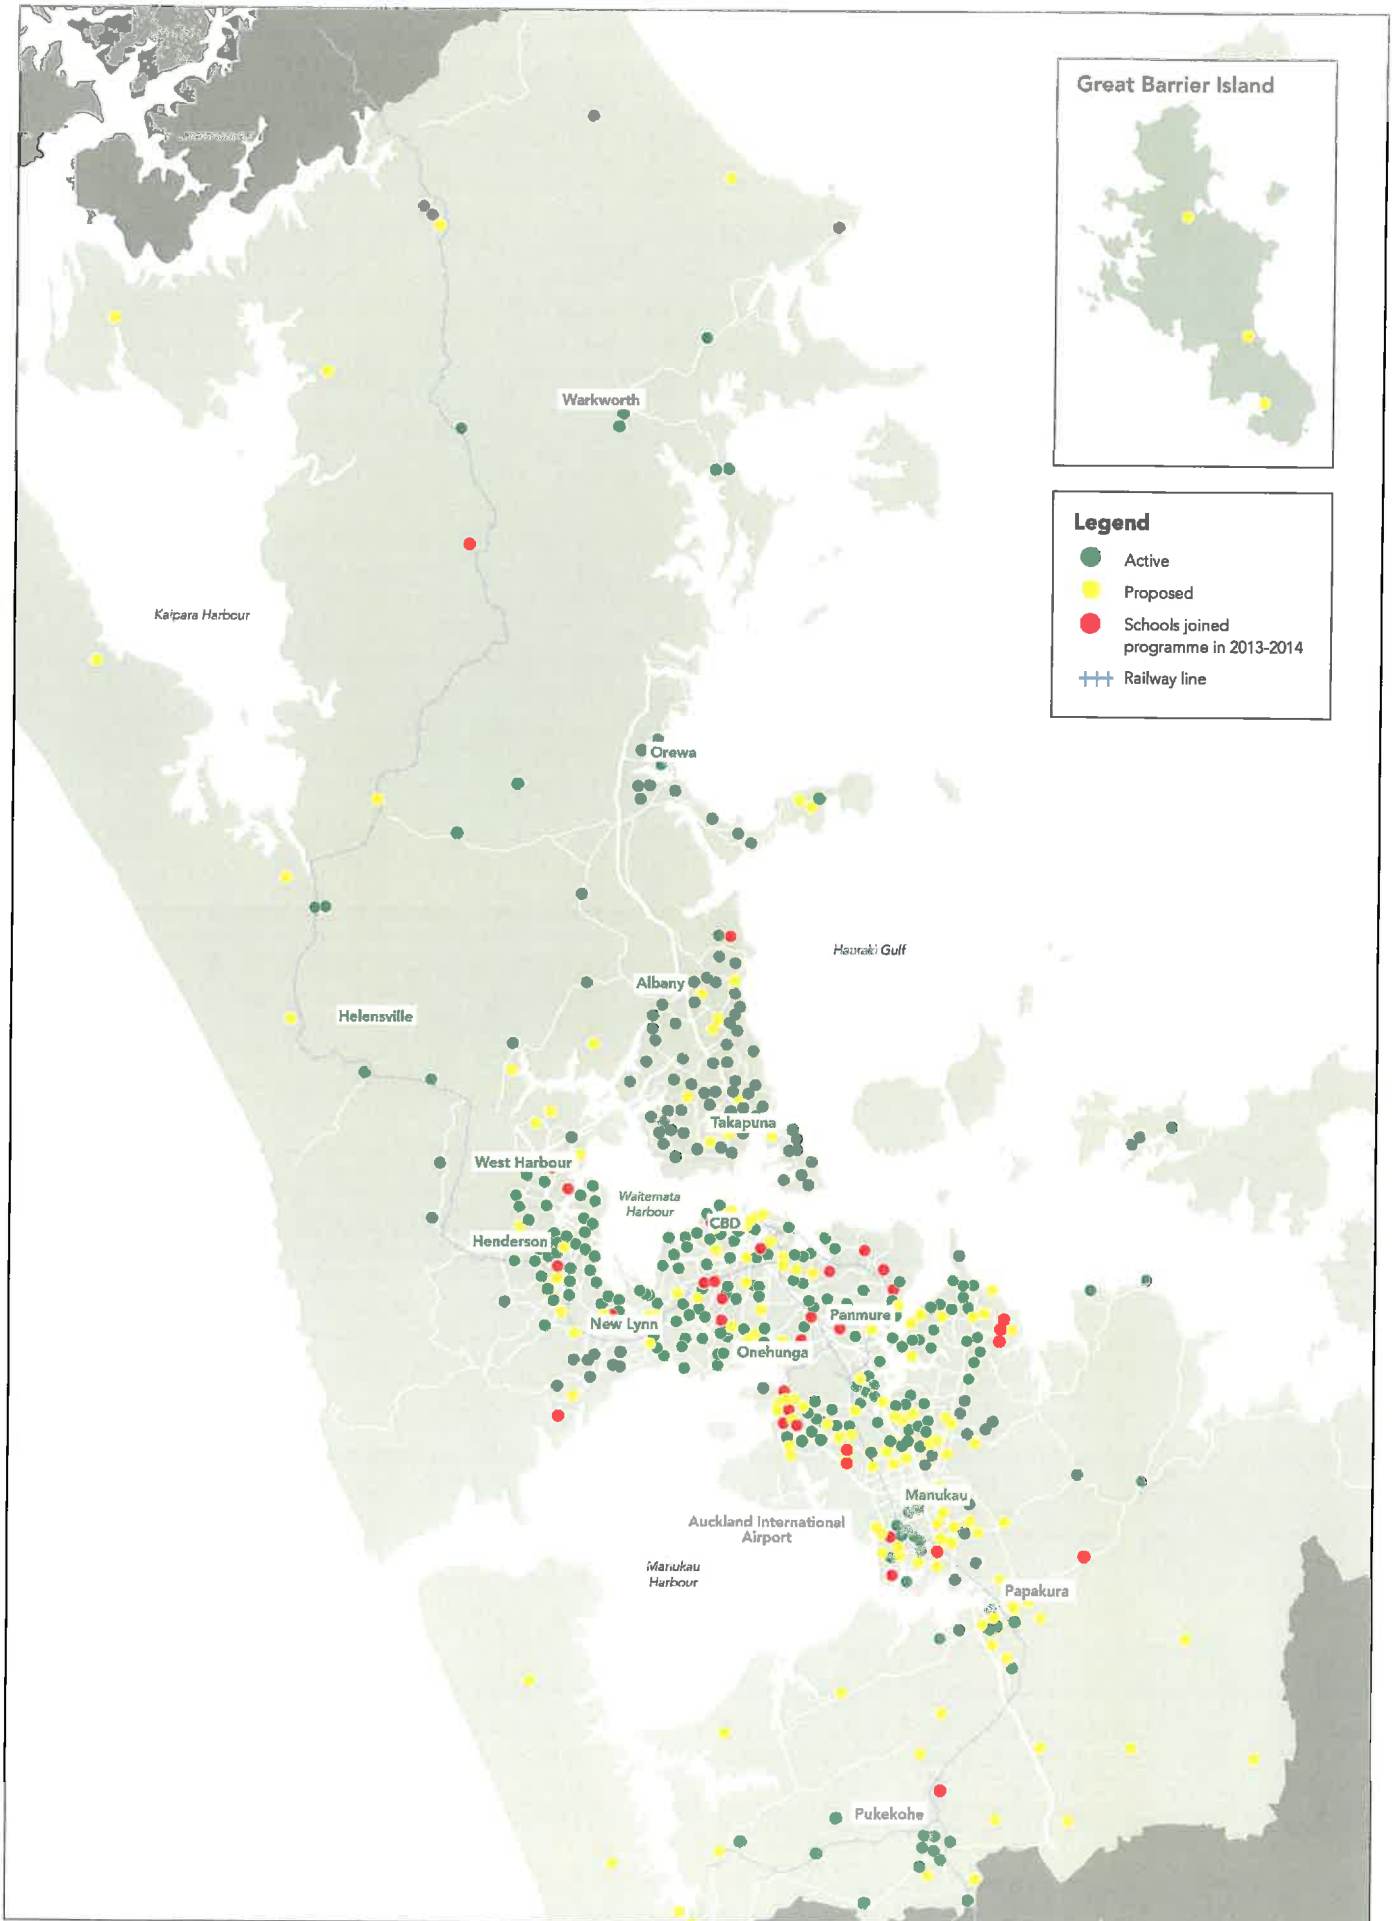 Great Barrier Island
Warkworth
Legend
Active
Proposed
Schools joined
programme in 2013-2014
Railway line
Kaipara Harbour
Orewa
Hauraki Gulf
Albany
Helensville
Takapuna
West Harbour
Waitemata
Harbour
CBD
Henderson
New Lynn
Panmure
Onehunga
Manukau
Auckland International
Airport
Manukau
Harbour
Papakura
Pukekohe